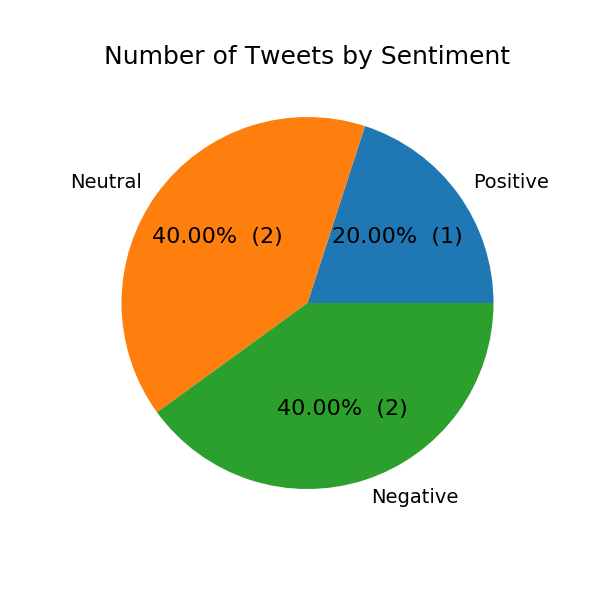 Number of Tweets by Sentiment
Neutral
Positive
40.00%  (2)
20.00%  (1)
40.00%  (2)
Negative